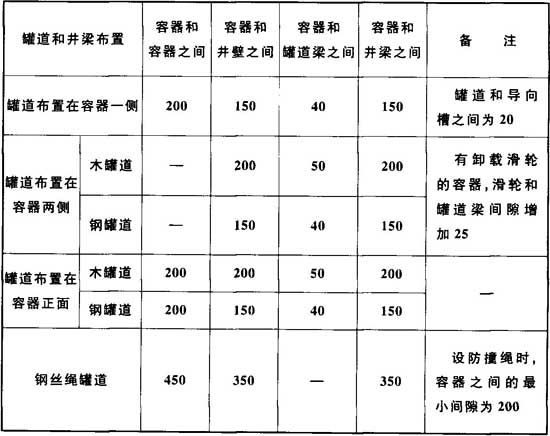 罐道和井梁布置 容器和容器之间 容器和井壁之间 容器和罐道梁之间 容器和井梁之间 备 注
罐道布置在容器一侧 200 150 40 150 罐道和导向槽之间为20
罐道布置在容器两侧 木罐道 — 200 50 200 有卸载滑轮的容器,滑轮和罐道梁间隙增加25
钢罐道 — 150 40 150
罐道布置在容器正面 木罐道 200 200 50 200 —
钢罐道 200 150 40 150
钢丝绳罐道 450 350 — 350 设防撞绳时,容器之间的最小间隙为200